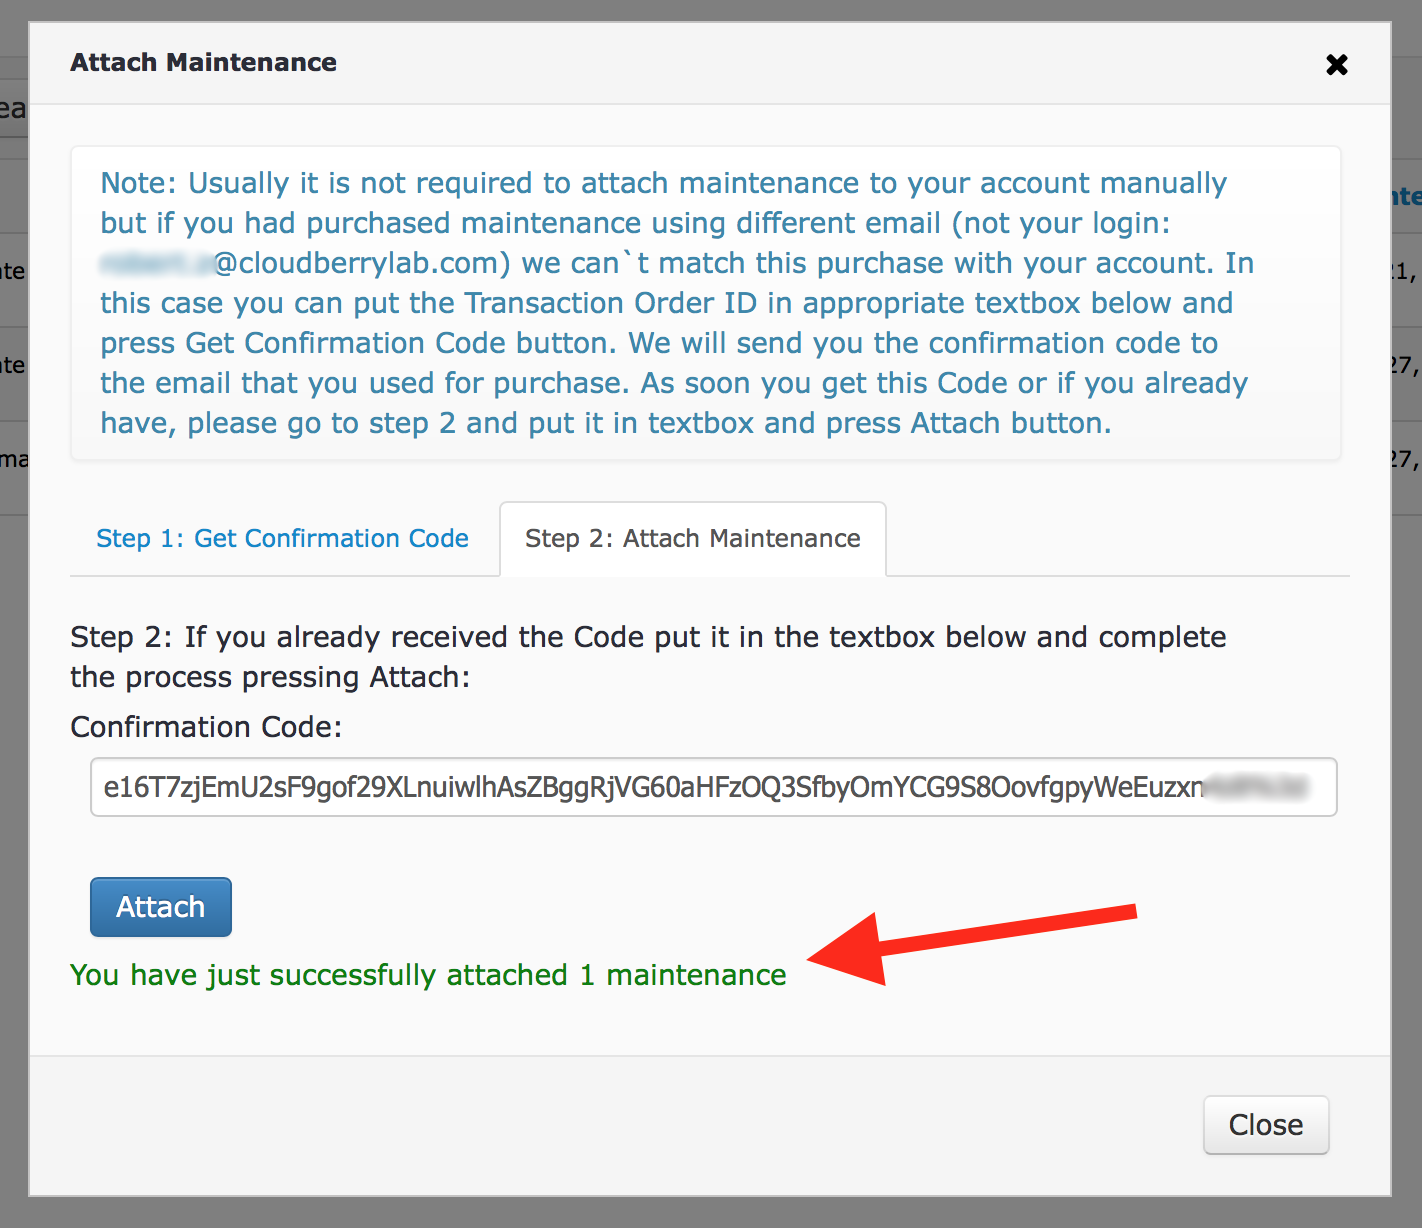 Attach Maintenance
Note: Usually it is not required to attach maintenance to your account manually
but if you had purchased maintenance using different email (not your login:
@cloudberrylab.com) we can`t match this purchase with your account. In
this case you can put the Transaction Order ID in appropriate textbox below and
press Get Confirmation Code button. We will send you the confirmation code to
the email that you used for purchase. As soon you get this Code or if you already
have, please go to step 2 and put it in textbox and press Attach button.
Step 1: Get Confirmation Code
Step 2: Attach Maintenance
Step 2: If you already received the Code put it in the textbox below and complete
the process pressing Attach:
Confirmation Code:
e16T7zjEmU2sF9gof29XLnuiwlhAsZBggRjVG60aHFzOQ3SfbyOmYCG9S8OovfgpyWeEuzxn
Attach
You have just successfully attached 1 maintenance
Close